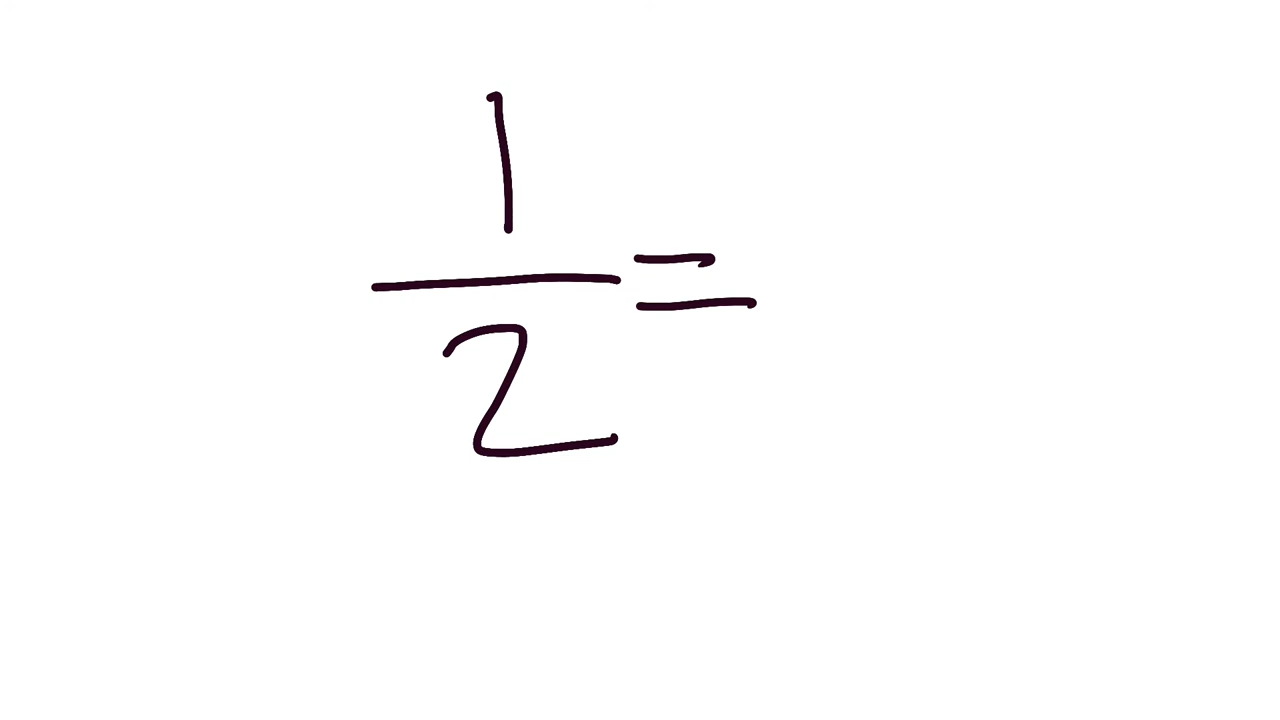 1/2 =